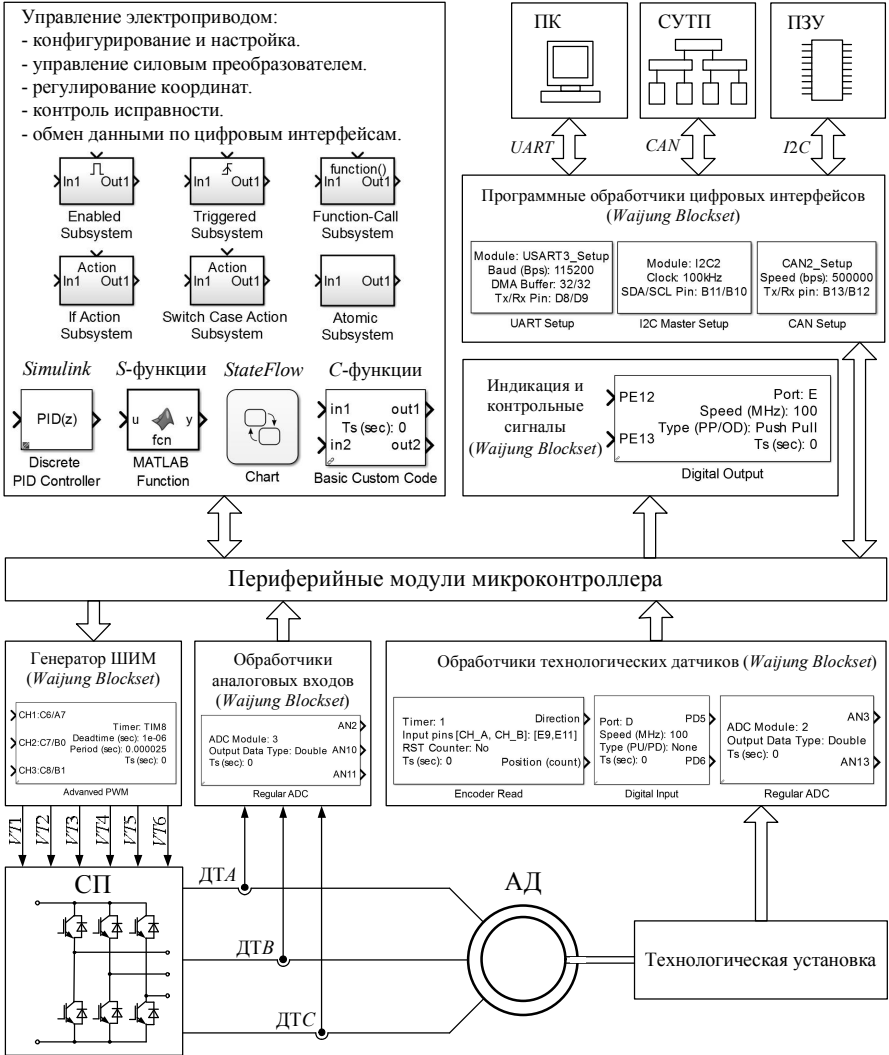 Управление электроприводом:
- конфигурирование и настройка.
- управление силовым преобразователем.
- регулирование координат.
- контроль исправности.
- обмен данными по цифровым интерфейсам.
In1 Out1
Enabled
Subsystem
In1 Out1
Triggered
Subsystem
function()
In1 Out1
Function-Call
Subsystem
Action
In1 Out1
If Action
Subsystem
Action
In1 Out1
Switch Case Action
Subsystem
In1 Out1
Atomic
Subsystem
Simulink
PID(z)
Discrete
PID Controller
S-функции
u y
fcn
MATLAB
Function
StateFlow
Chart
C-функции
in1 out1
Ts (sec): 0
in2 out2
Basic Custom Code
ПК
СУТП
ПЗУ
UART
CAN
I2C
Программные обработчики цифровых интерфейсов
(Waijung Blockset)
Module: USART3_Setup
Baud (Bps): 115200
DMA Buffer: 32/32
Tx/Rx Pin: D8/D9
UART Setup
Module: I2C2
Clock: 100kHz
SDA/SCL Pin: B11/B10
I2C Master Setup
CAN2_Setup
Speed (bps): 500000
Tx/Rx pin: B13/B12
CAN Setup
Индикация и
контрольные
сигналы
(Waijung Blockset)
PE12
PE13
Port: E
Speed (MHz): 100
Type (PP/OD): Push Pull
Ts (sec): 0
Digital Output
Периферийные модули микроконтроллера
Генератор ШИМ
(Waijung Blockset)
CH1:C6/A7
CH2:C7/B0
CH3:C8/B1
Timer: TIM8
Deadtime (sec): 1e-06
Period (sec): 0.000025
Ts (sec): 0
Advanved PWM
Обработчики
аналоговых входов
(Waijung Blockset)
ADC Module: 3
Output Data Type: Double
Ts (sec): 0
AN2
AN10
AN11
Regular ADC
Обработчики технологических датчиков (Waijung Blockset)
Timer: 1
Input pins [CH_A, CH_B]: [E9,E11]
RST Counter: No
Ts (sec): 0
Direction
Position (count)
Encoder Read
Port: D
Speed (MHz): 100
Type (PU/PD): None
Ts (sec): 0
PD5
PD6
Digital Input
ADC Module: 2
Output Data Type: Double
Ts (sec): 0
AN3
AN13
Regular ADC
VT1 VT2 VT3 VT4 VT5 VT6
СП
ДТA
ДТB
ДТC
АД
Технологическая установка